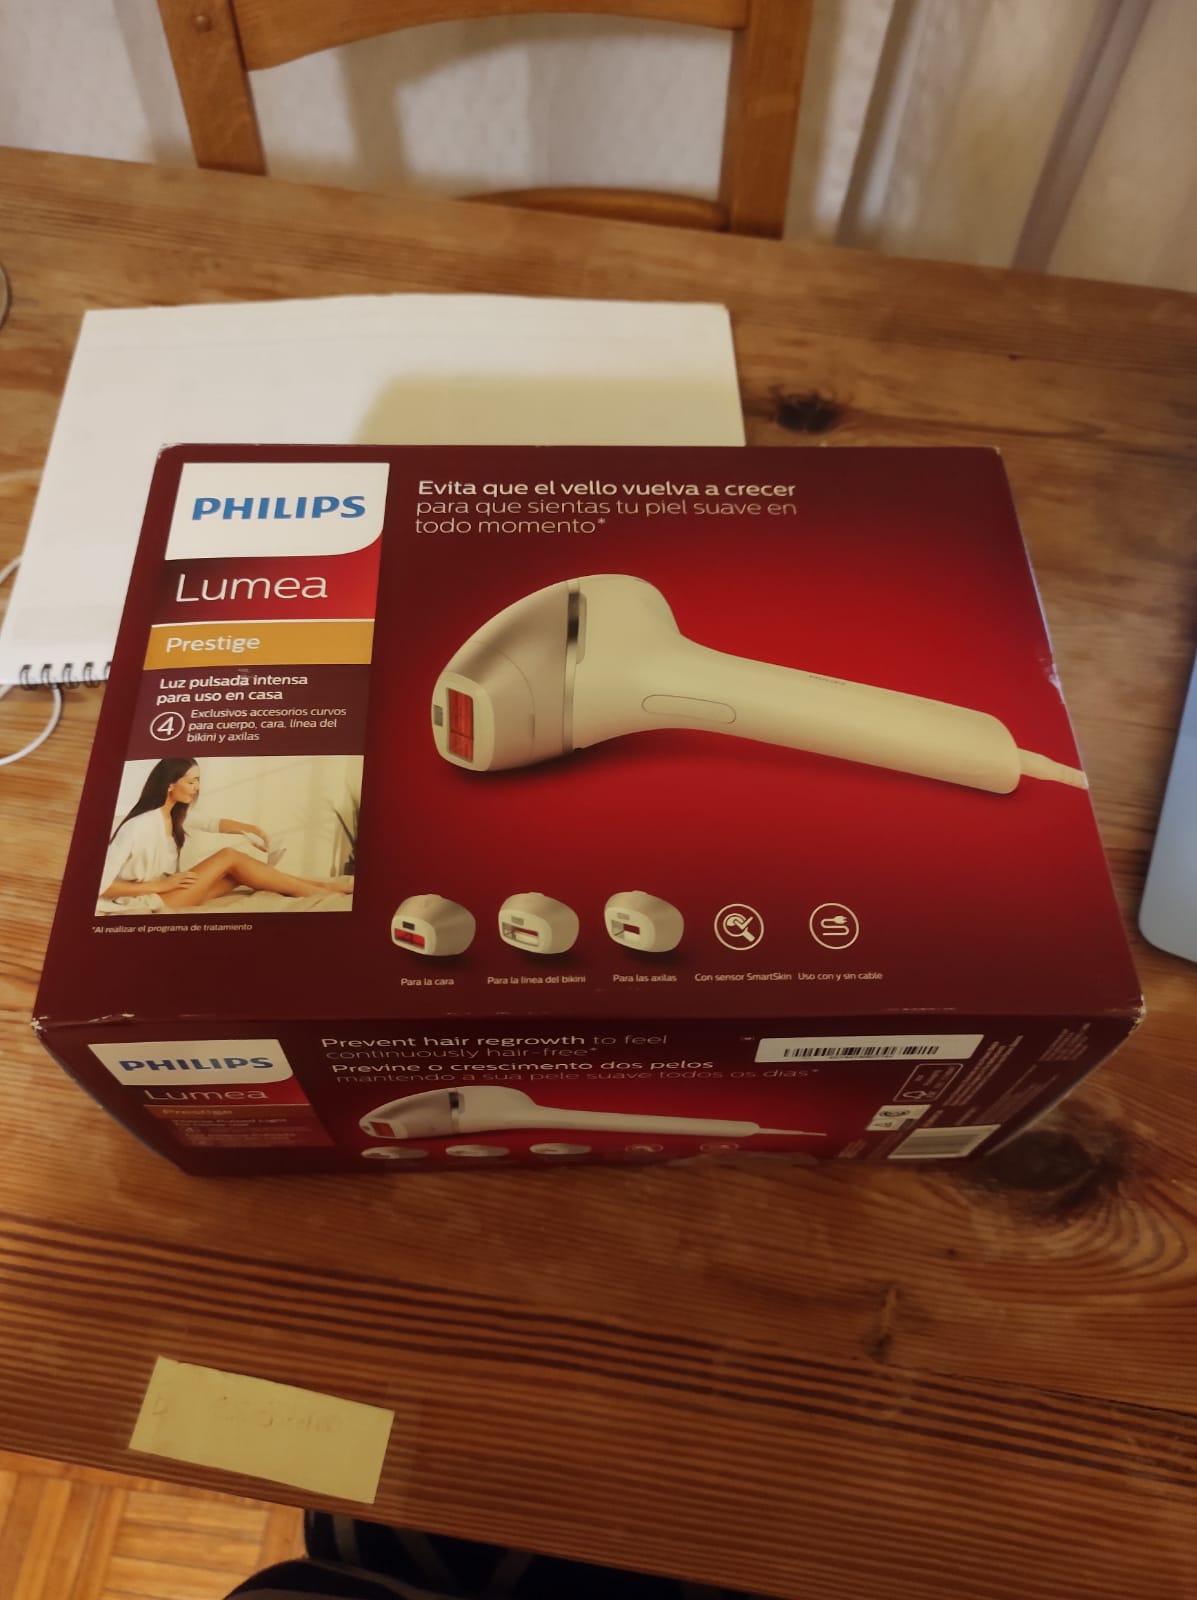 PHILIPS
Lumea
Prestige
Luz pulsada intensa
para uso en casa
4
Exclusivos accesorios curvos
para cuerpo, cara, línea del
bikini y axilas
*Al realizar el programa de tratamiento
Evita que el vello vuelva a crecer
para que sientas tu piel suave en
todo momento*
Para la cara
Para la línea del bikini
Para las axilas
Con sensor SmartSkin
Uso con y sin cable
PHILIPS
Lumea
Prestige
Prevent hair regrowth to feel
continuously hair-free*
Previne o crescimento dos pelos
mantendo a sua pele suave todos os dias*